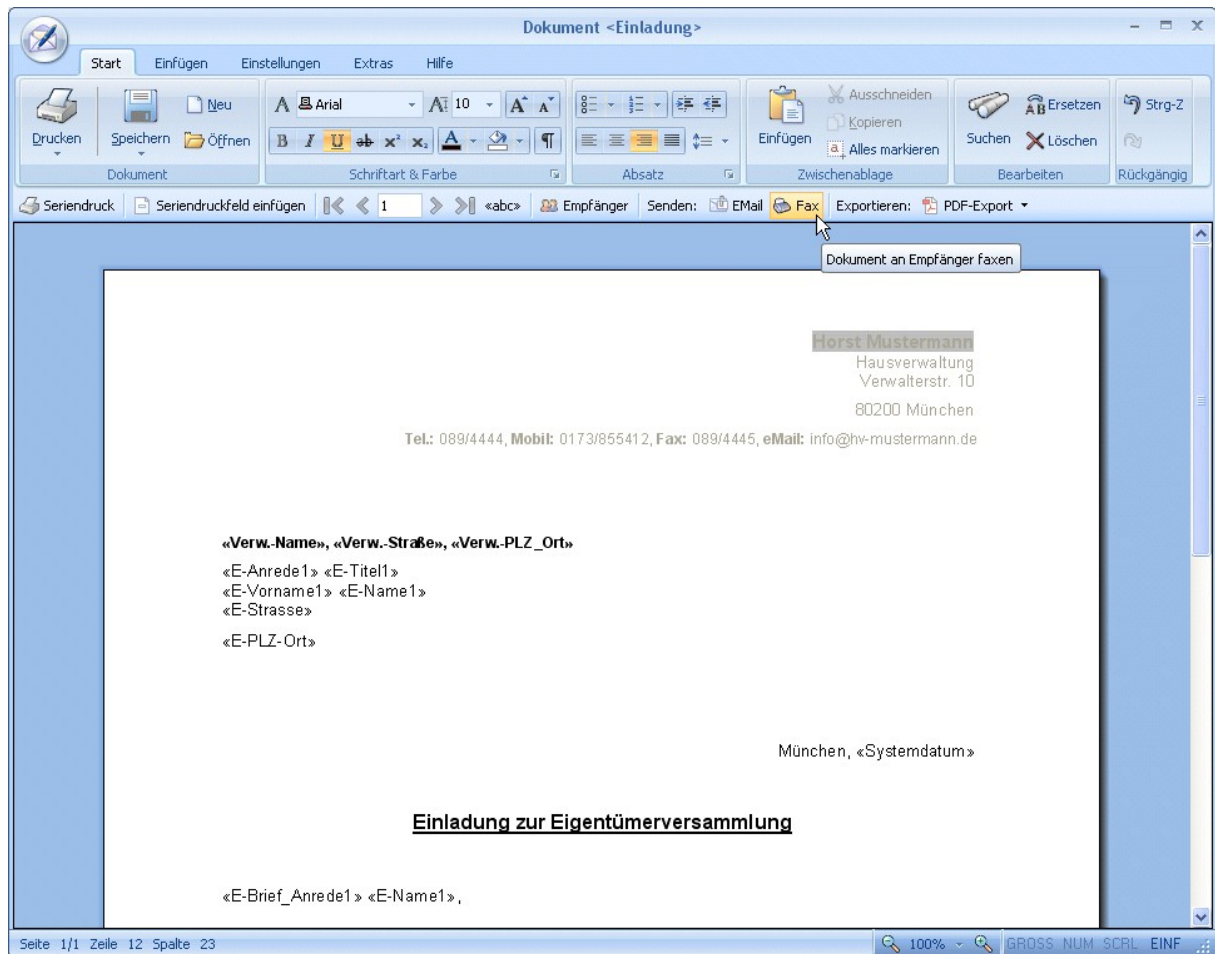 Dokument <Einladung>
Start Einfügen Einstellungen Extras Hilfe
Drucken Speichern Neu Öffnen
Dokument
A Arial 10 A A
B I U ab x² x₂ A ¶
Schriftart & Farbe
Absatz
Einfügen Ausschneiden Kopieren Alles markieren
Zwischenablage
Suchen Ersetzen Löschen
Bearbeiten
Strg-Z
Rückgängig
Seriendruck Seriendruckfeld einfügen 1 «abc» Empfänger Senden: EMail Fax Exportieren: PDF-Export
Dokument an Empfänger faxen
Horst Mustermann
Hausverwaltung
Verwalterstr. 10
80200 München
Tel.: 089/4444, Mobil: 0173/855412, Fax: 089/4445, eMail: info@hv-mustermann.de
«Verw.-Name», «Verw.-Straße», «Verw.-PLZ_Ort»
«E-Anrede1» «E-Titel1»
«E-Vorname1» «E-Name1»
«E-Strasse»
«E-PLZ-Ort»
München, «Systemdatum»
Einladung zur Eigentümerversammlung
«E-Brief_Anrede1» «E-Name1»,
Seite 1/1 Zeile 12 Spalte 23 100% GROSS NUM SCRL EINF